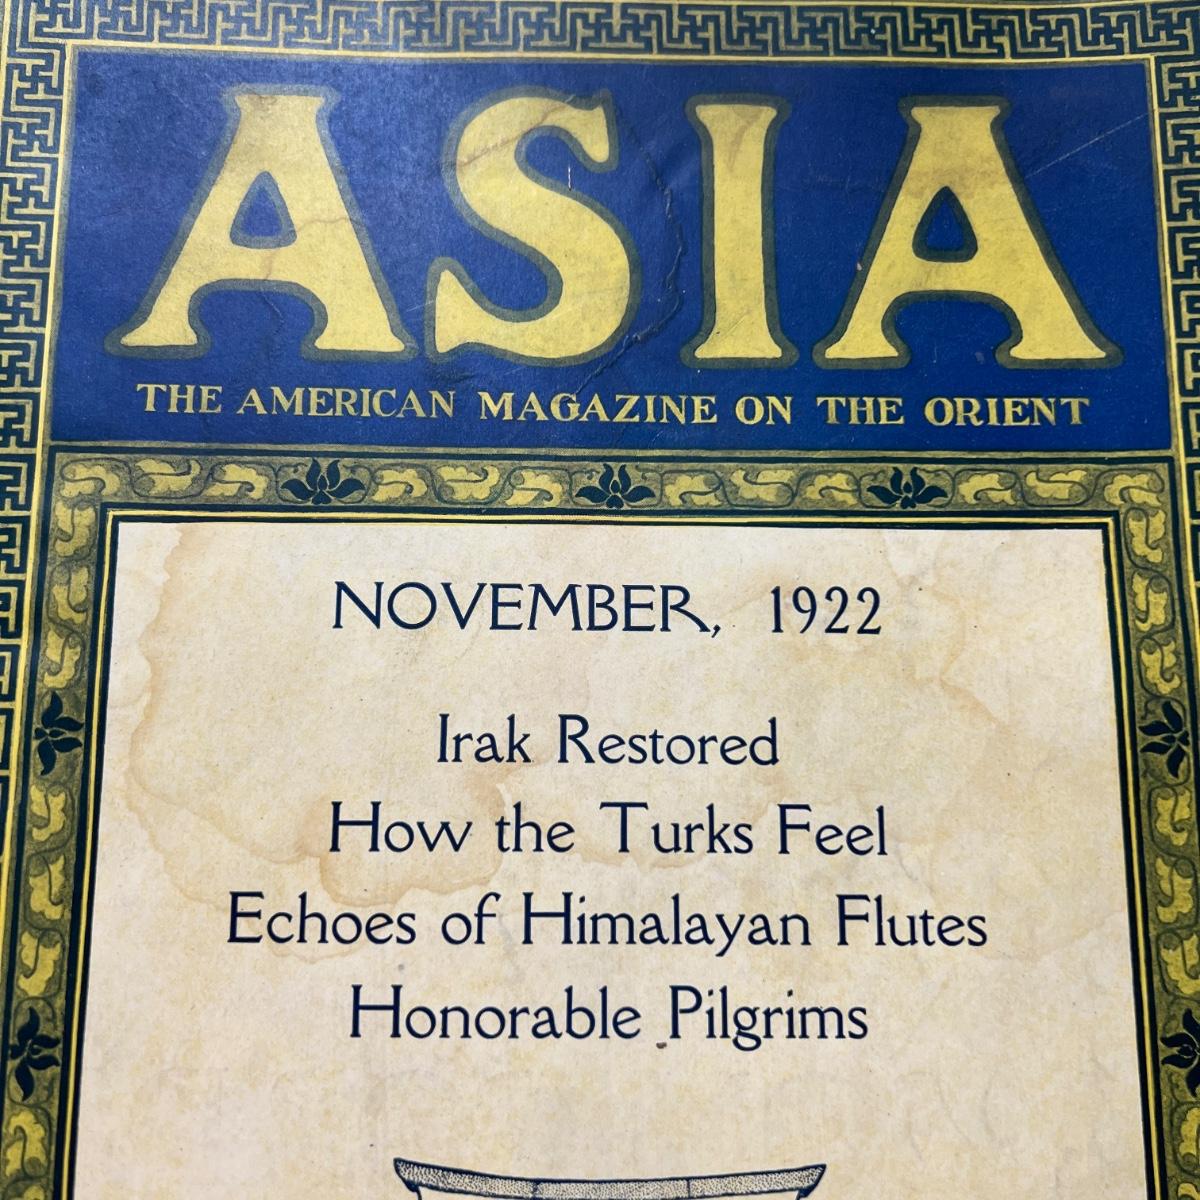 ASIA
THE AMERICAN MAGAZINE ON THE ORIENT
NOVEMBER, 1922
Irak Restored
How the Turks Feel
Echoes of Himalayan Flutes
Honorable Pilgrims